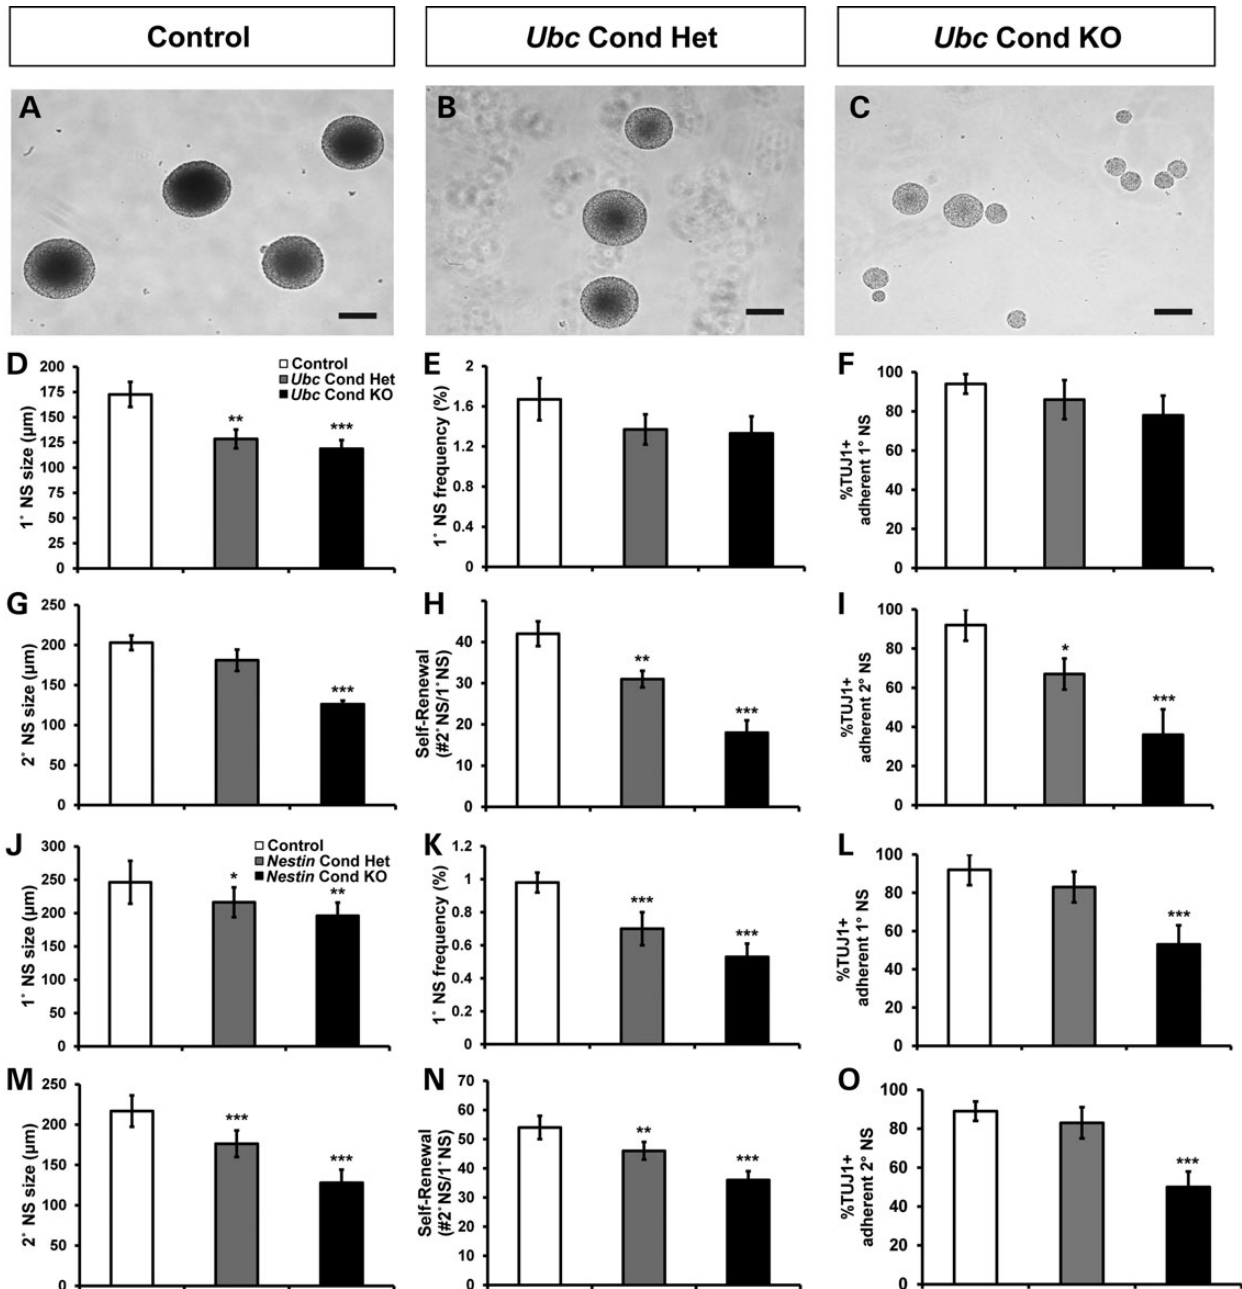 Control
Ubc Cond Het
Ubc Cond KO
A
B
C
D
200
175
150
125
100
75
50
25
0
1˚ NS size (µm)
Control
Ubc Cond Het
Ubc Cond KO
**
***
E
2
1.6
1.2
0.8
0.4
0
1˚ NS frequency (%)
F
100
80
60
40
20
0
%TUJ1+
adherent 1° NS
G
250
200
150
100
50
0
2˚ NS size (µm)
***
H
40
30
20
10
0
Self-Renewal
(#2˚NS/1˚NS)
**
***
I
100
80
60
40
20
0
%TUJ1+
adherent 2° NS
*
***
J
300
250
200
150
100
50
0
1˚ NS size (µm)
Control
Nestin Cond Het
Nestin Cond KO
*
**
K
1.2
1
0.8
0.6
0.4
0.2
0
1˚ NS frequency (%)
***
***
L
100
80
60
40
20
0
%TUJ1+
adherent 1° NS
***
M
250
200
150
100
50
0
2˚ NS size (µm)
***
***
N
70
60
50
40
30
20
10
0
Self-Renewal
(#2˚NS/1˚NS)
**
***
O
100
80
60
40
20
0
%TUJ1+
adherent 2° NS
***